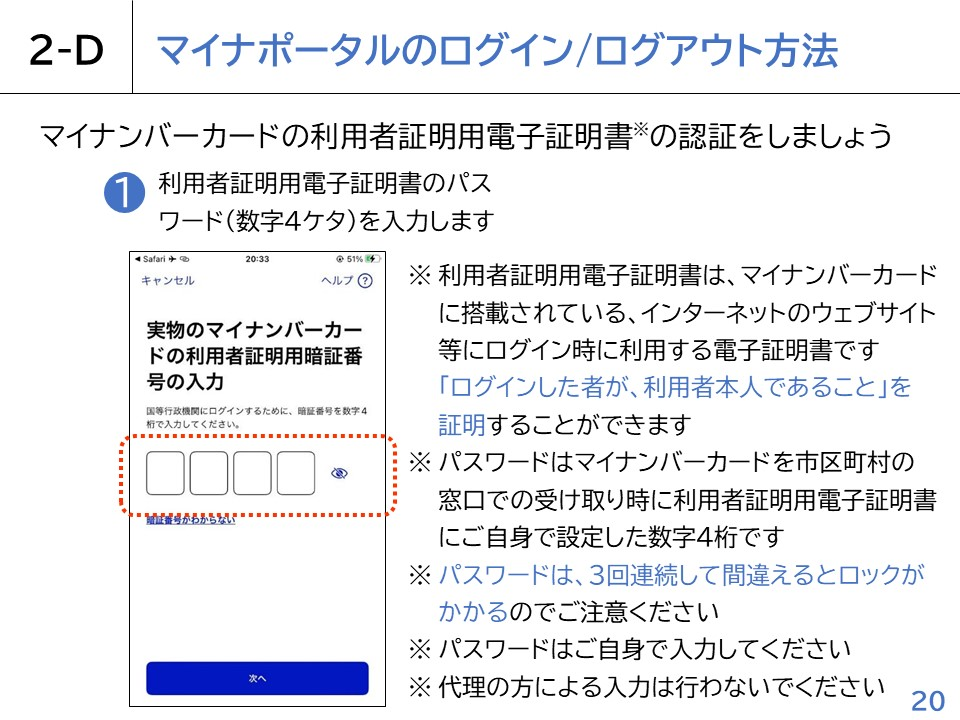 2-D
マイナポータルのログイン/ログアウト方法
マイナンバーカードの利用者証明用電子証明書※の認証をしましょう
1
利用者証明用電子証明書のパス
ワード（数字４ケタ）を入力します
Safari
20:33
51%
キャンセル
ヘルプ ?
実物のマイナンバーカー
ドの利用者証明用暗証番
号の入力
国等行政機関にログインするために、暗証番号を数字4
桁で入力してください。
暗証番号がわからない
次へ
※ 利用者証明用電子証明書は、マイナンバーカード
に搭載されている、インターネットのウェブサイト
等にログイン時に利用する電子証明書です
「ログインした者が、利用者本人であること」を
証明することができます
※ パスワードはマイナンバーカードを市区町村の
窓口での受け取り時に利用者証明用電子証明書
にご自身で設定した数字4桁です
※ パスワードは、3回連続して間違えるとロックが
かかるのでご注意ください
※ パスワードはご自身で入力してください
※ 代理の方による入力は行わないでください
20